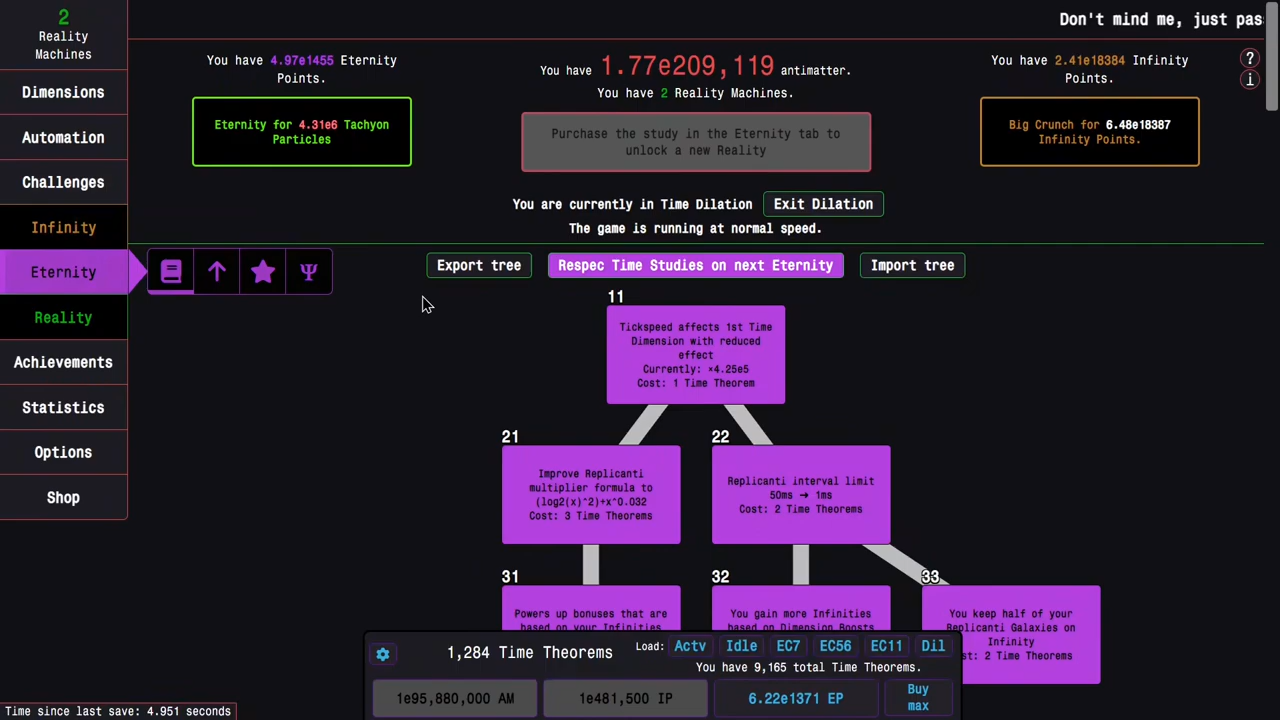 2
Reality
Machines
Dimensions
Automation
Challenges
Infinity
Eternity
Reality
Achievements
Statistics
Options
Shop
Don't mind me, just pas
You have 4.97e1455 Eternity
Points.
Eternity for 4.31e6 Tachyon
Particles
You have 1.77e209,119 antimatter.
You have 2 Reality Machines.
Purchase the study in the Eternity tab to
unlock a new Reality
You have 2.41e18384 Infinity
Points.
Big Crunch for 6.48e18387
Infinity Points.
?
i
You are currently in Time Dilation Exit Dilation
The game is running at normal speed.
Ψ
Export tree Respec Time Studies on next Eternity Import tree
11
Tickspeed affects 1st Time
Dimension with reduced
effect
Currently: ×4.25e5
Cost: 1 Time Theorem
21
Improve Replicanti
multiplier formula to
(log2(x)^2)+x^0.032
Cost: 3 Time Theorems
22
Replicanti interval limit
50ms → 1ms
Cost: 2 Time Theorems
31
Powers up bonuses that are
based on your Infinities
32
You gain more Infinities
based on Dimension Boosts
33
You keep half of your
Replicanti Galaxies on
Infinity
st: 2 Time Theorems
1,284 Time Theorems
Load: Actv Idle EC7 EC56 EC11 Dil
You have 9,165 total Time Theorems.
1e95,880,000 AM
1e481,500 IP
6.22e1371 EP
Buy
max
Time since last save: 4.951 seconds